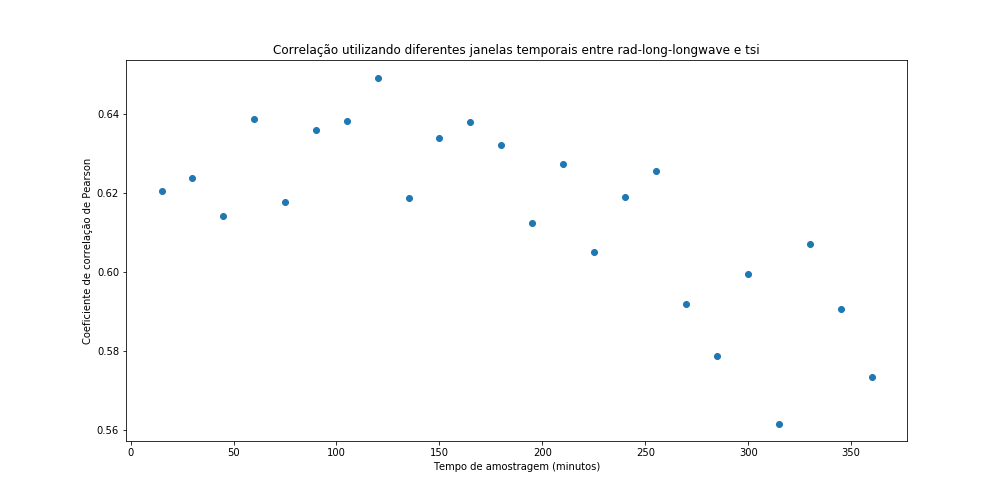 Correlação utilizando diferentes janelas temporais entre rad-long-longwave e tsi
0.64
0.62
0.60
0.58
0.56
Coeficiente de correlação de Pearson
0 50 100 150 200 250 300 350
Tempo de amostragem (minutos)